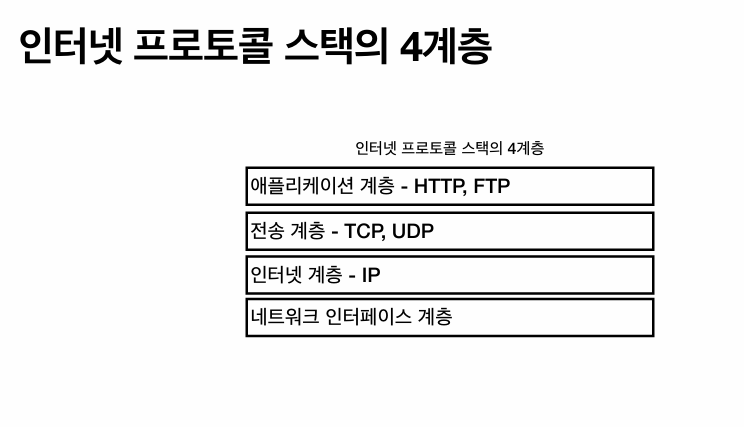 인터넷 프로토콜 스택의 4계층
인터넷 프로토콜 스택의 4계층
애플리케이션 계층 - HTTP, FTP
전송 계층 - TCP, UDP
인터넷 계층 - IP
네트워크 인터페이스 계층